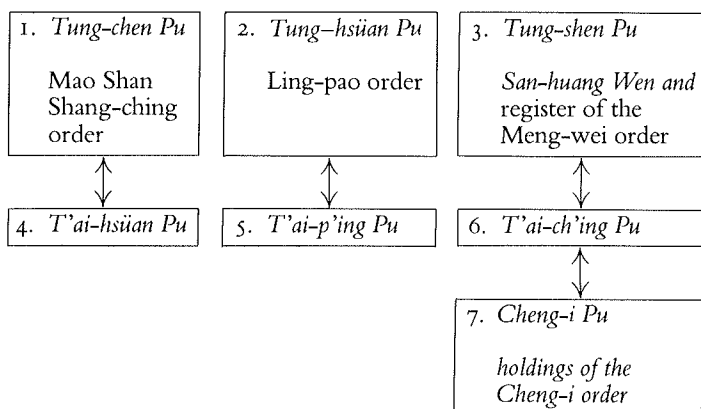 1. Tung-chen Pu
Mao Shan
Shang-ching
order
2. Tung–hsüan Pu
Ling-pao order
3. Tung-shen Pu
San-huang Wen and
register of the
Meng-wei order
4. T'ai-hsüan Pu
5. T'ai-p'ing Pu
6. T'ai-ch'ing Pu
7. Cheng-i Pu
holdings of the
Cheng-i order